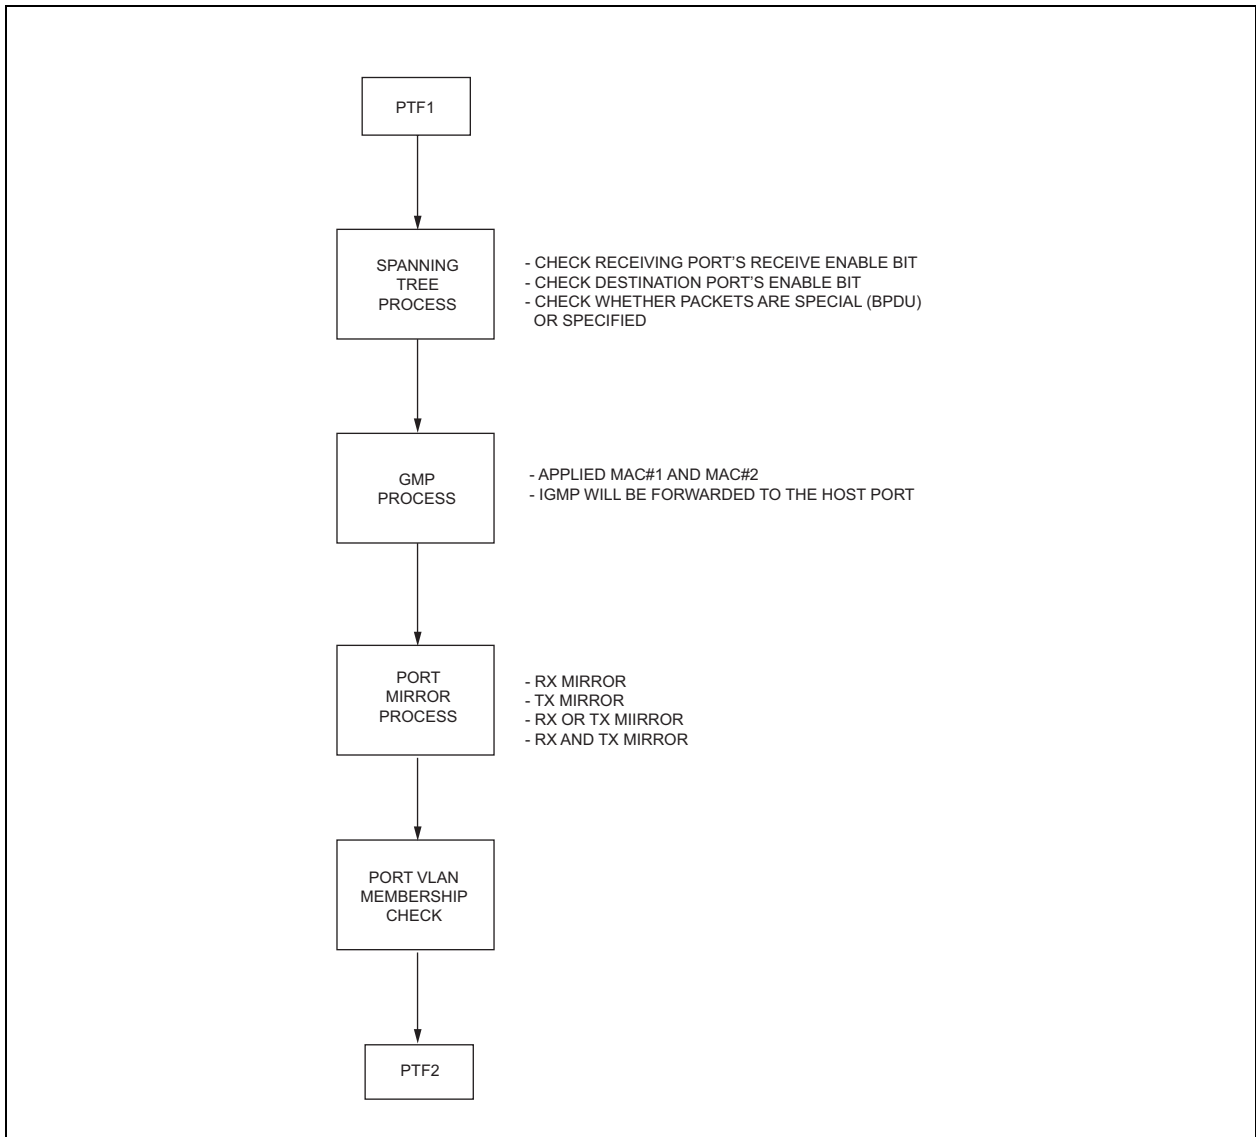 PTF1
SPANNING
TREE
PROCESS
- CHECK RECEIVING PORT'S RECEIVE ENABLE BIT
- CHECK DESTINATION PORT'S ENABLE BIT
- CHECK WHETHER PACKETS ARE SPECIAL (BPDU)
OR SPECIFIED
GMP
PROCESS
- APPLIED MAC#1 AND MAC#2
- IGMP WILL BE FORWARDED TO THE HOST PORT
PORT
MIRROR
PROCESS
- RX MIRROR
- TX MIRROR
- RX OR TX MIIRROR
- RX AND TX MIRROR
PORT VLAN
MEMBERSHIP
CHECK
PTF2